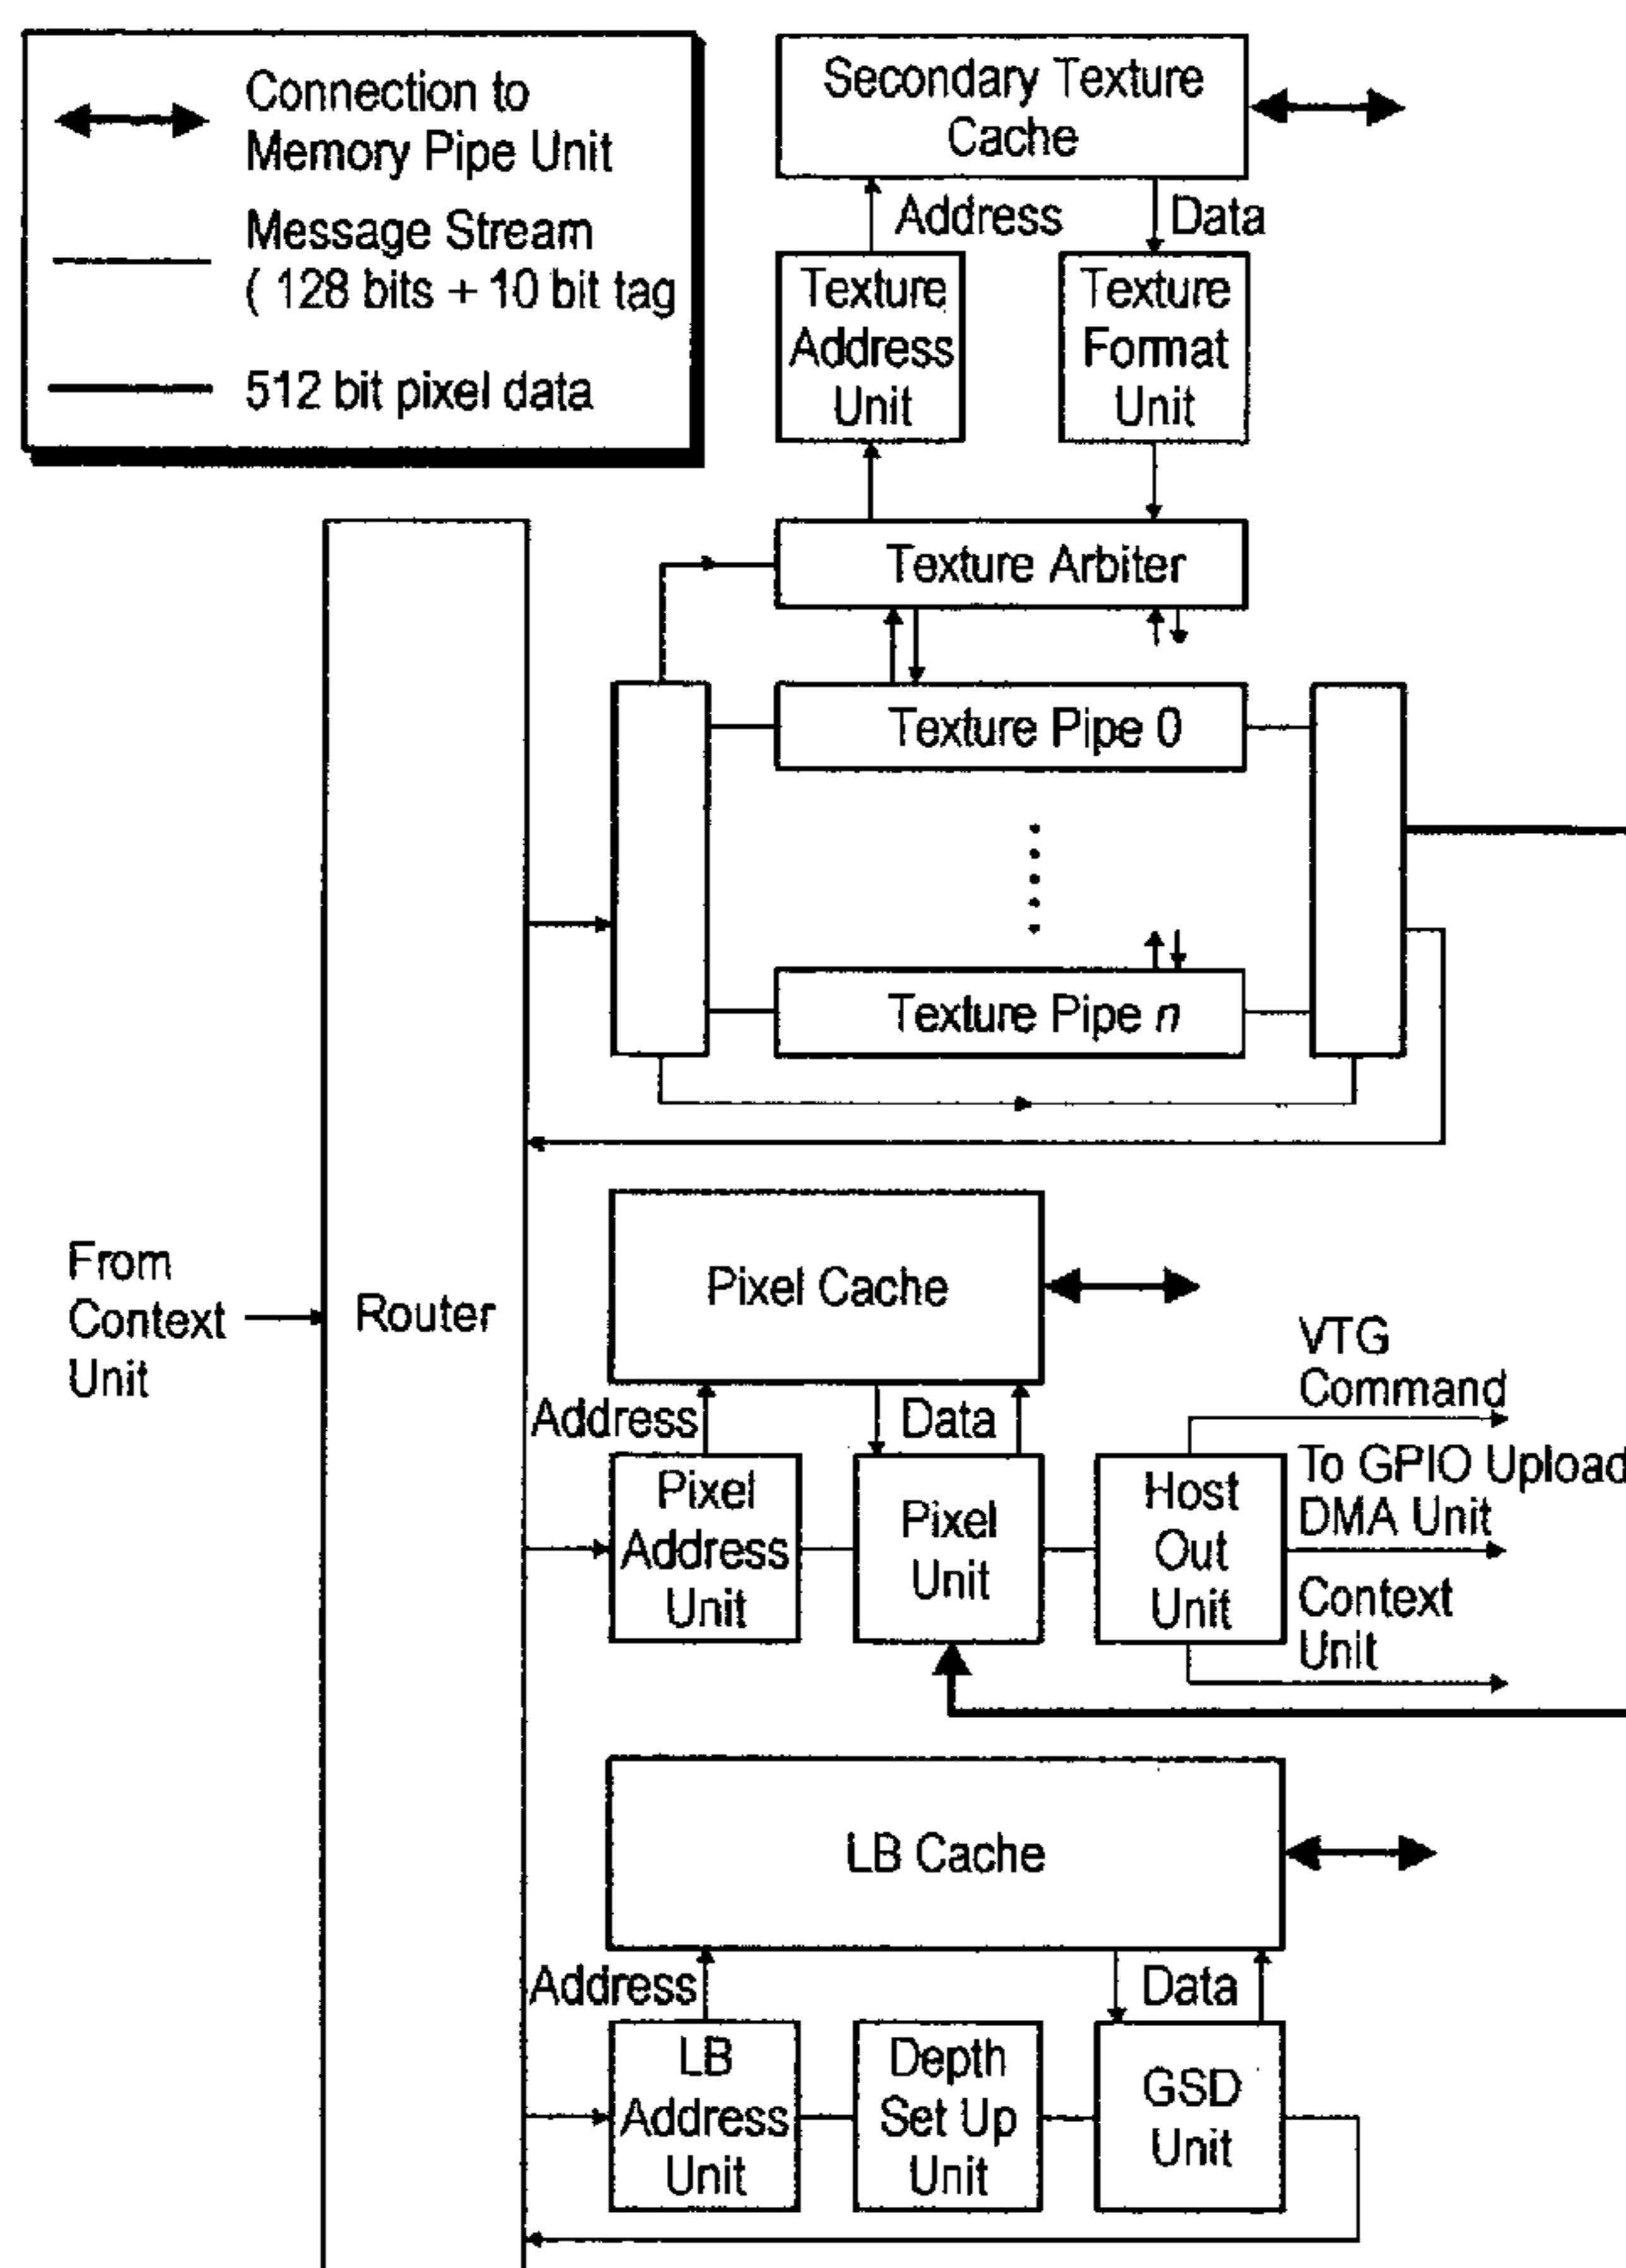 Connection to
Memory Pipe Unit
Message Stream
( 128 bits + 10 bit tag
512 bit pixel data
Secondary Texture
Cache
Address
Data
Texture
Address
Unit
Texture
Format
Unit
Texture Arbiter
Texture Pipe 0
Texture Pipe n
From
Context
Unit
Router
Pixel Cache
Address
Data
Pixel
Address
Unit
Pixel
Unit
Host
Out
Unit
VTG
Command
To GPIO Upload
DMA Unit
Context
Unit
LB Cache
Address
Data
LB
Address
Unit
Depth
Set Up
Unit
GSD
Unit